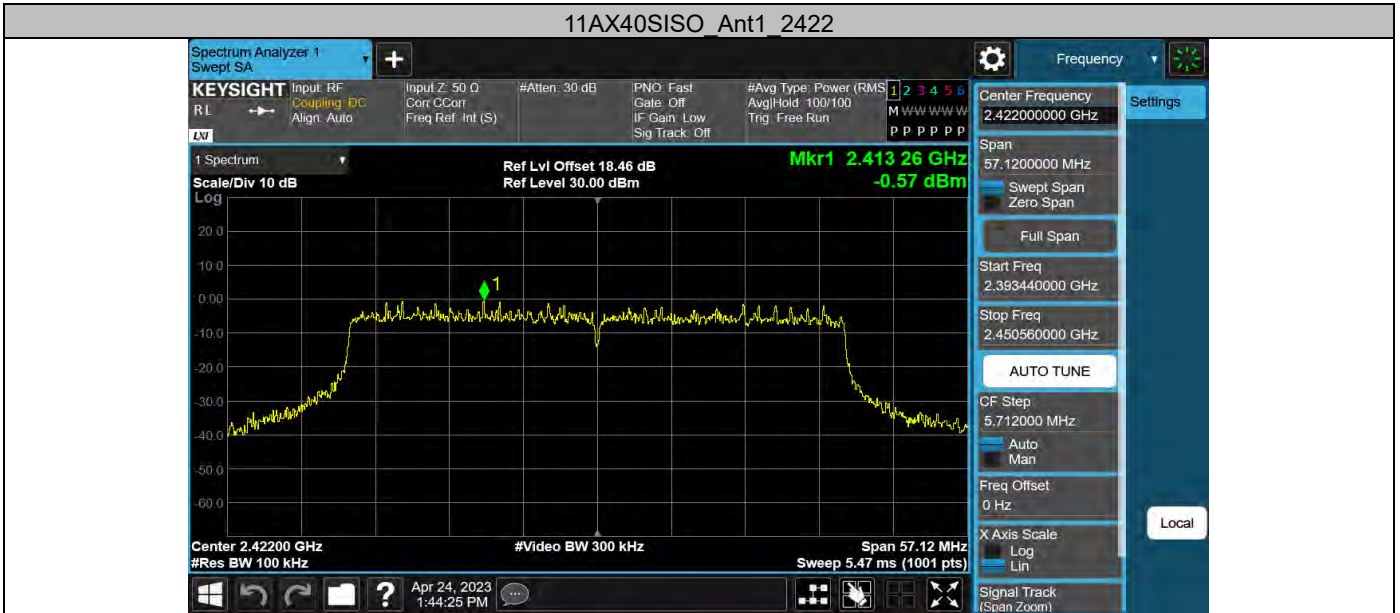 11AX40SISO_Ant1_2422
Spectrum Analyzer 1
Swept SA
Frequency
KEYSIGHT
Input: RF
Coupling: DC
Align: Auto
Input Z: 50 Ω
Corr CCorr
Freq Ref: Int (S)
#Atten: 30 dB
PNO: Fast
Gate: Off
IF Gain: Low
Sig Track: Off
#Avg Type: Power (RMS
Avg|Hold: 100/100
Trig: Free Run
1 2 3 4 5 6
M W W W W W
P P P P P P
R L
LXI
Center Frequency
2.422000000 GHz
Settings
1 Spectrum
Ref Lvl Offset 18.46 dB
Mkr1 2.413 26 GHz
Scale/Div 10 dB
Ref Level 30.00 dBm
-0.57 dBm
Log
20.0
10.0
0.00
-10.0
-20.0
-30.0
-40.0
-50.0
-60.0
1
Center 2.42200 GHz
#Video BW 300 kHz
Span 57.12 MHz
#Res BW 100 kHz
Sweep 5.47 ms (1001 pts)
Span
57.1200000 MHz
Swept Span
Zero Span
Full Span
Start Freq
2.393440000 GHz
Stop Freq
2.450560000 GHz
AUTO TUNE
CF Step
5.712000 MHz
Auto
Man
Freq Offset
0 Hz
X Axis Scale
Log
Lin
Local
Signal Track
(Span Zoom)
?
Apr 24, 2023
1:44:25 PM